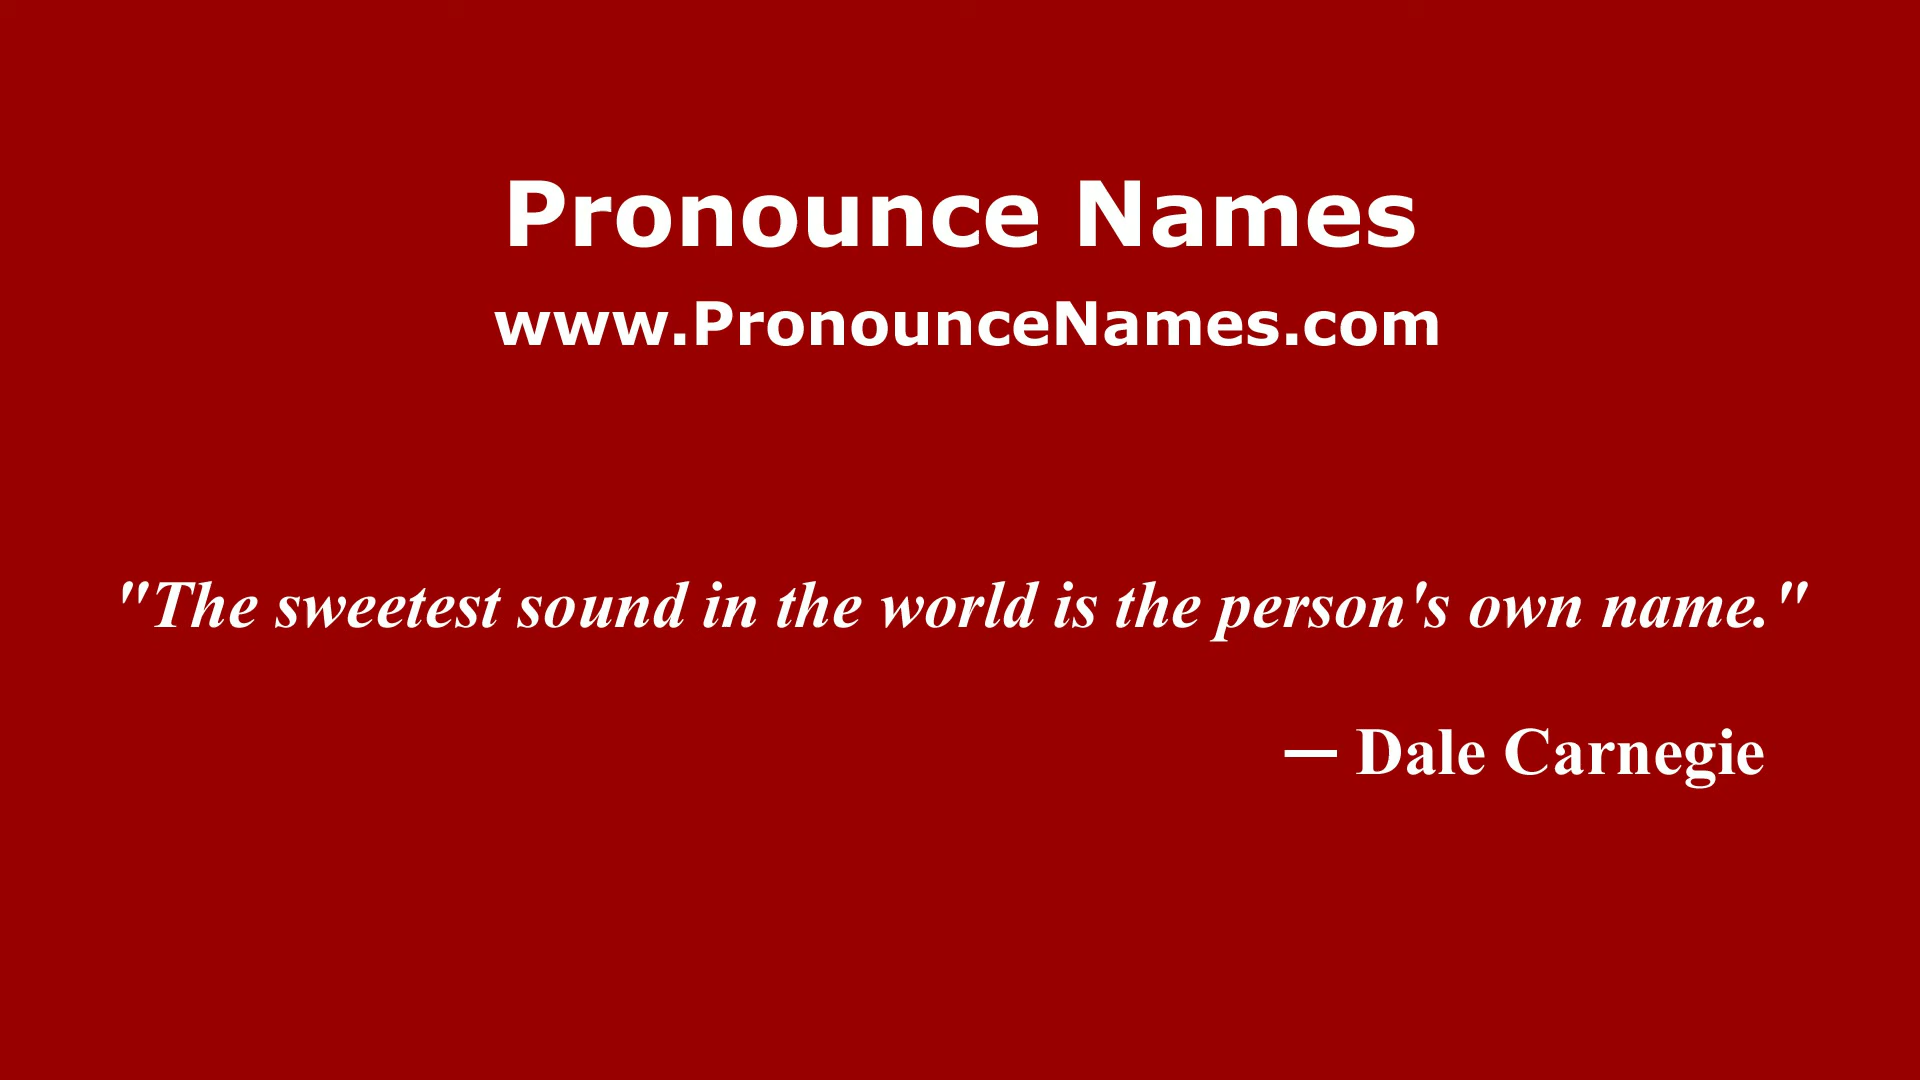 Pronounce Names
www.PronounceNames.com
"The sweetest sound in the world is the person's own name."
— Dale Carnegie